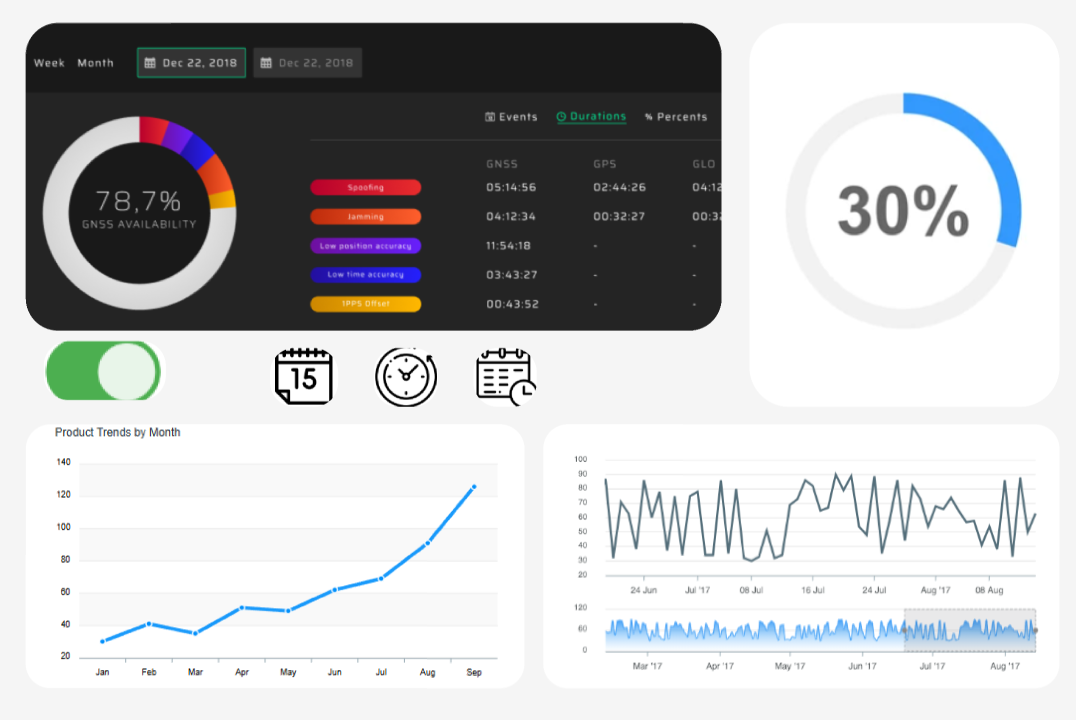 Week Month Dec 22, 2018 Dec 22, 2018
Events Durations % Percents
78,7%
GNSS AVAILABILITY
GNSS GPS GLO
Spoofing 05:14:56 02:44:26 04:12
Jamming 04:12:34 00:32:27 00:32
Low position accuracy 11:54:18 - -
Low time accuracy 03:43:27 - -
1PPS Offset 00:43:52 - -
30%
15
Product Trends by Month
140
120
100
80
60
40
20
Jan Feb Mar Apr May Jun Jul Aug Sep
100
90
80
70
60
50
40
30
20
24 Jun Jul '17 08 Jul 16 Jul 24 Jul Aug '17 08 Aug
120
60
0
Mar '17 Apr '17 May '17 Jun '17 Jul '17 Aug '17